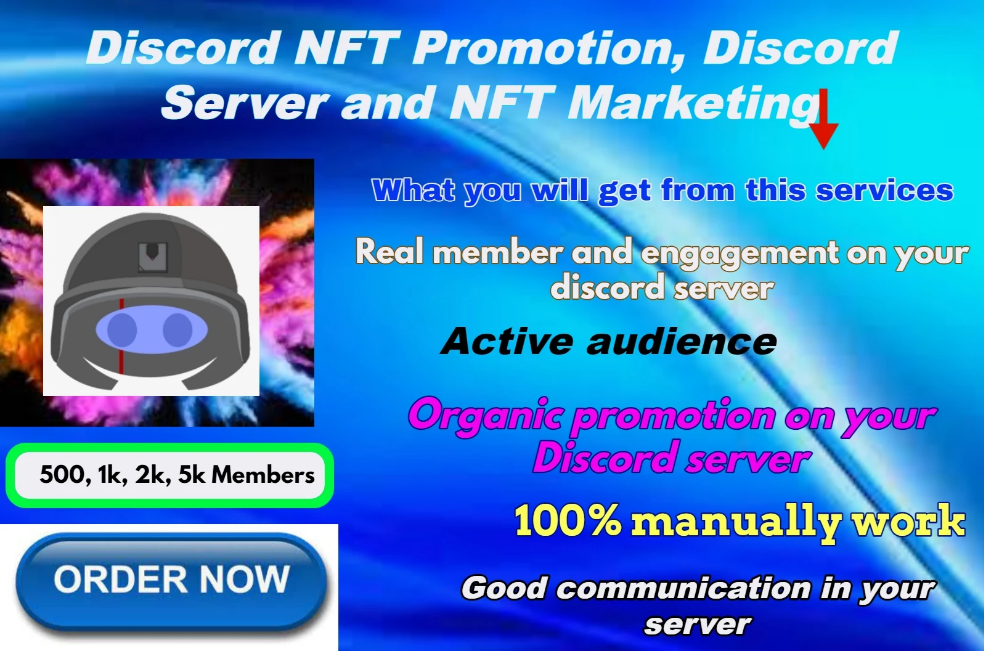 Discord NFT Promotion, Discord
Server and NFT Marketing
What you will get from this services
Real member and engagement on your
discord server
Active audience
Organic promotion on your
Discord server
500, 1k, 2k, 5k Members
100% manually work
ORDER NOW
Good communication in your
server